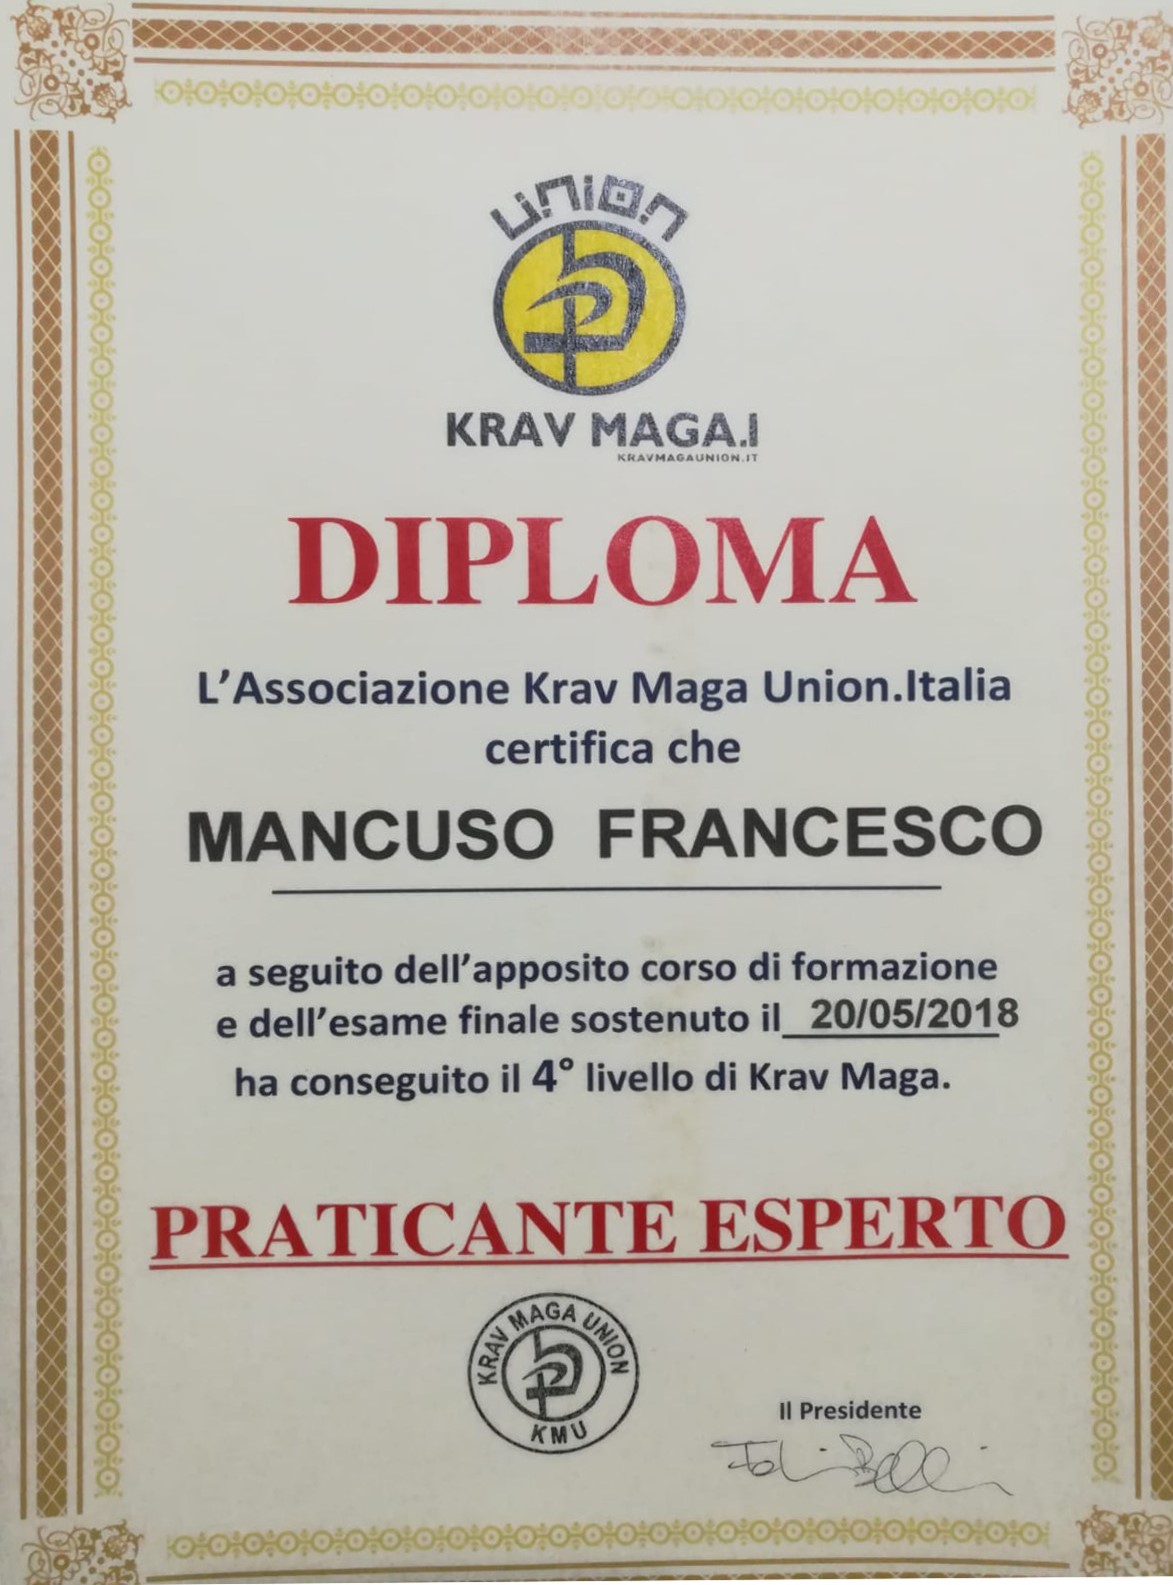 UNION
KRAV MAGA.I
KRAVMAGAUNION.IT
DIPLOMA
L'Associazione Krav Maga Union.Italia
certifica che
MANCUSO FRANCESCO
a seguito dell'apposito corso di formazione
e dell'esame finale sostenuto il 20/05/2018
ha conseguito il 4° livello di Krav Maga.
PRATICANTE ESPERTO
KRAV MAGA UNION
KMU
Il Presidente